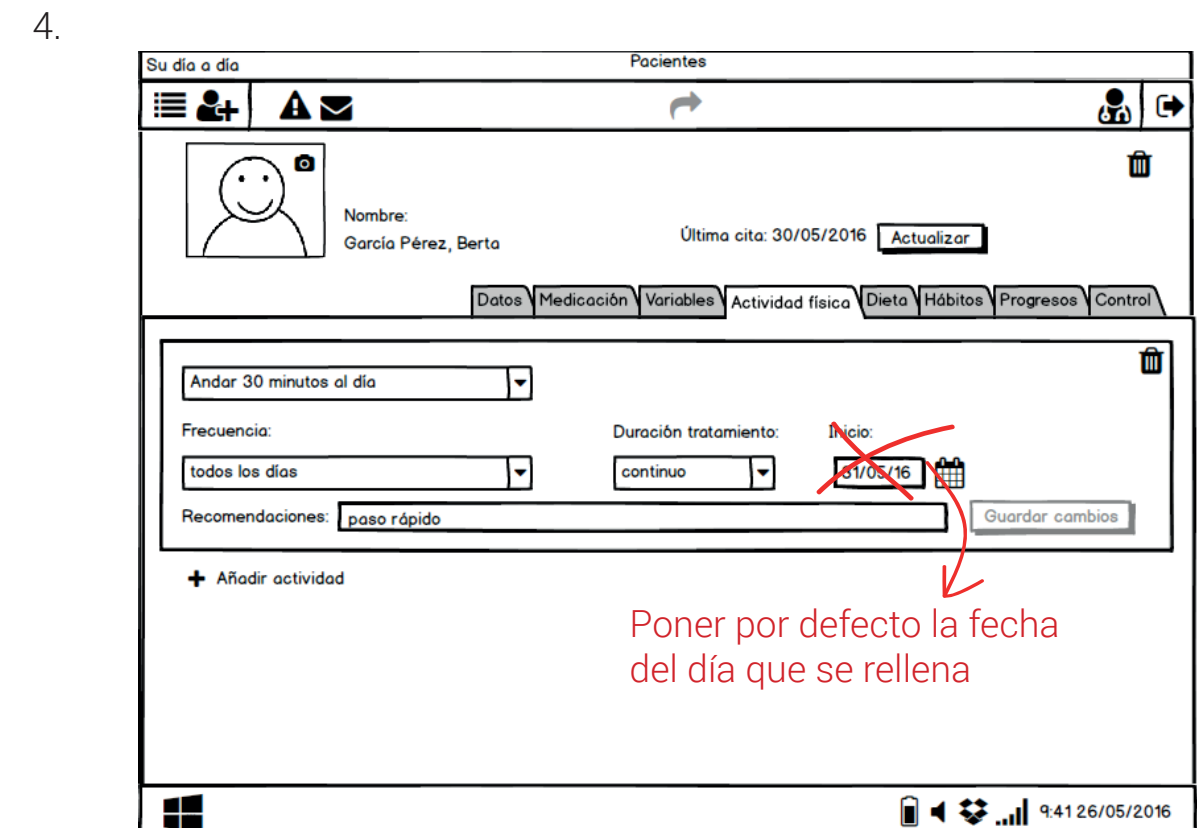 4.
Su día a día
Pacientes
Nombre:
García Pérez, Berta
Última cita: 30/05/2016
Actualizar
Datos
Medicación
Variables
Actividad física
Dieta
Hábitos
Progresos
Control
Andar 30 minutos al día
Frecuencia:
Duración tratamiento:
Inicio:
todos los días
continuo
31/05/16
Recomendaciones:
paso rápido
Guardar cambios
+ Añadir actividad
Poner por defecto la fecha
del día que se rellena
9:41 26/05/2016